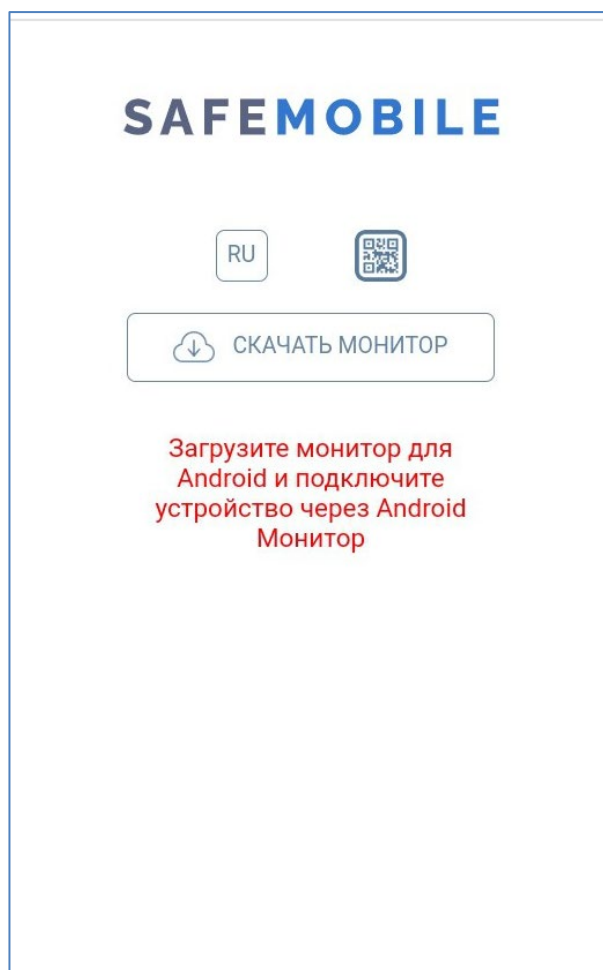 SAFEMOBILE
RU
СКАЧАТЬ МОНИТОР
Загрузите монитор для
Android и подключите
устройство через Android
Монитор